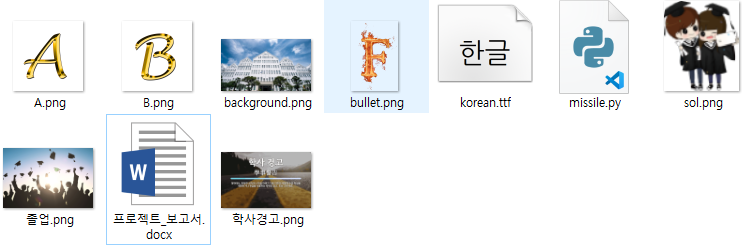 A
B
F
한글
A.png
B.png
background.png
bullet.png
korean.ttf
missile.py
sol.png
W
학사 경고
졸업.png
프로젝트_보고서.
docx
학사경고.png